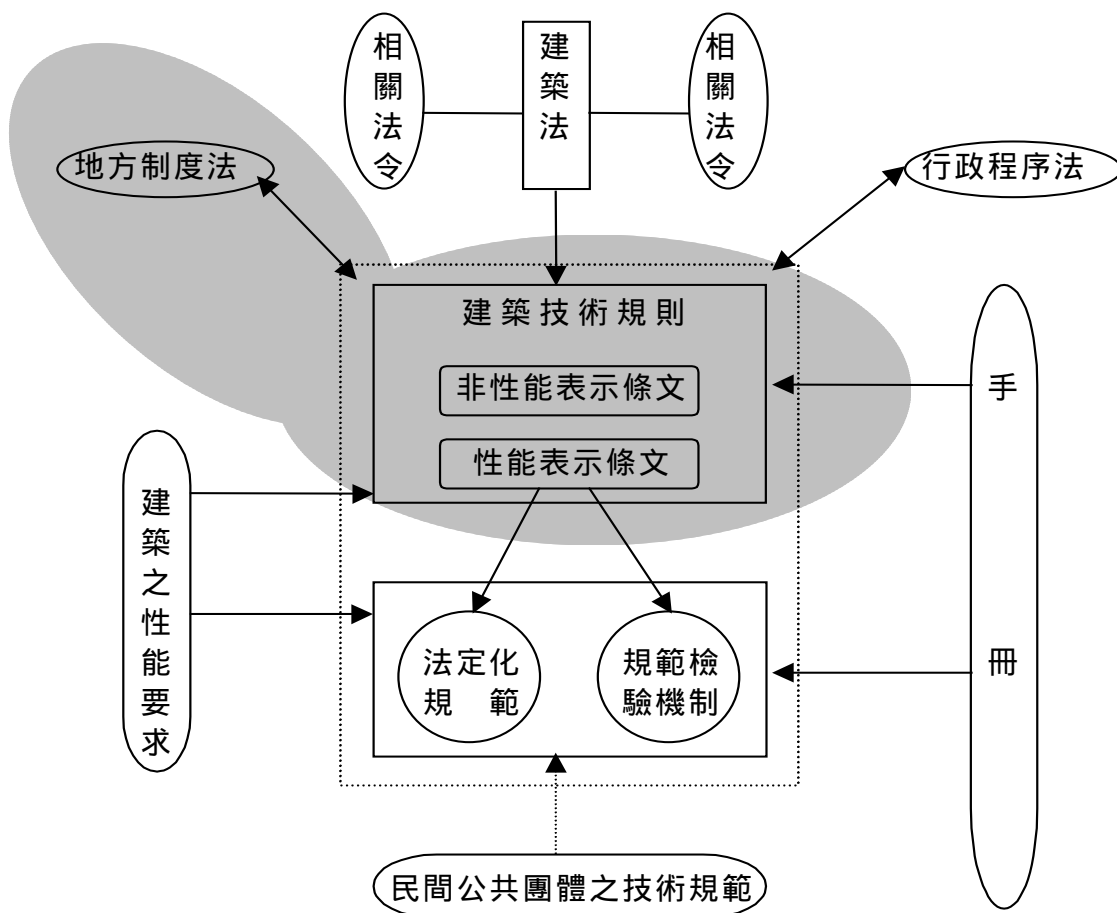 相關法令
建築法
相關法令
地方制度法
行政程序法
建築技術規則
非性能表示條文
性能表示條文
建築之性能要求
手冊
法定化
規範
規範檢
驗機制
民間公共團體之技術規範